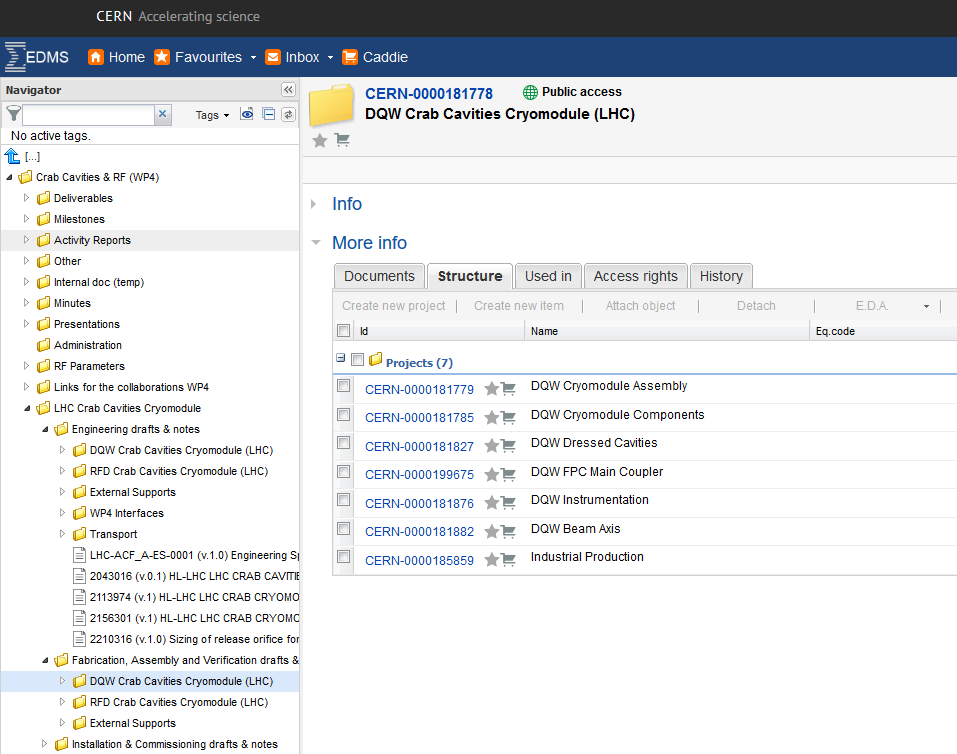 CERN Accelerating science
EDMS Home Favourites Inbox Caddie
Navigator
Tags
No active tags.
[...]
Crab Cavities & RF (WP4)
Deliverables
Milestones
Activity Reports
Other
Internal doc (temp)
Minutes
Presentations
Administration
RF Parameters
Links for the collaborations WP4
LHC Crab Cavities Cryomodule
Engineering drafts & notes
DQW Crab Cavities Cryomodule (LHC)
RFD Crab Cavities Cryomodule (LHC)
External Supports
WP4 Interfaces
Transport
LHC-ACF_A-ES-0001 (v.1.0) Engineering Sp
2043016 (v.0.1) HL-LHC LHC CRAB CAVITIE
2113974 (v.1) HL-LHC LHC CRAB CRYOMO
2156301 (v.1) HL-LHC LHC CRAB CRYOMO
2210316 (v.1.0) Sizing of release orifice for
Fabrication, Assembly and Verification drafts &
DQW Crab Cavities Cryomodule (LHC)
RFD Crab Cavities Cryomodule (LHC)
External Supports
Installation & Commissioning drafts & notes
CERN-0000181778 Public access
DQW Crab Cavities Cryomodule (LHC)
Info
More info
Documents Structure Used in Access rights History
Create new project Create new item Attach object Detach E.D.A.
Id Name Eq.code
Projects (7)
CERN-0000181779 DQW Cryomodule Assembly
CERN-0000181785 DQW Cryomodule Components
CERN-0000181827 DQW Dressed Cavities
CERN-0000199675 DQW FPC Main Coupler
CERN-0000181876 DQW Instrumentation
CERN-0000181882 DQW Beam Axis
CERN-0000185859 Industrial Production